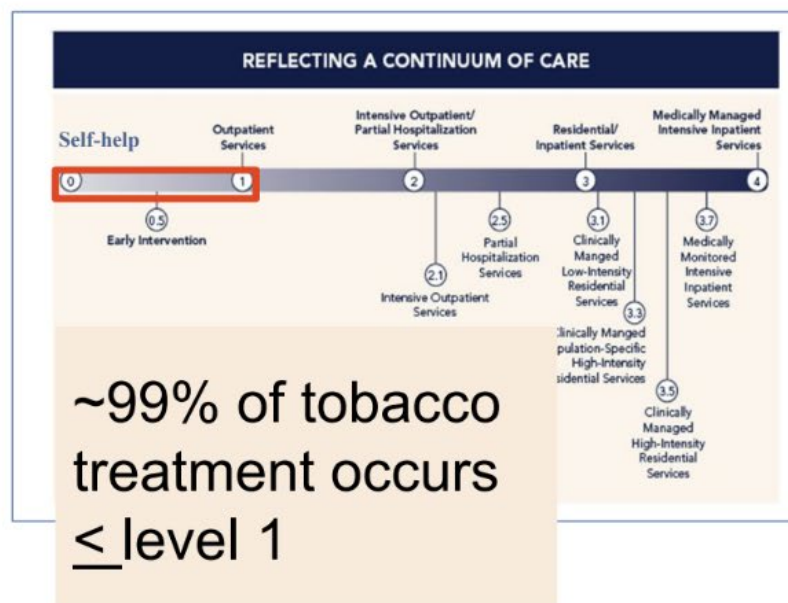 REFLECTING A CONTINUUM OF CARE
Self-help
Outpatient
Services
Intensive Outpatient/
Partial Hospitalization
Services
Residential/
Inpatient Services
Medically Managed
Intensive Inpatient
Services
0
1
2
3
4
0.5
Early Intervention
2.1
Intensive Outpatient
Services
2.5
Partial
Hospitalization
Services
3.1
Clinically
Manged
Low-Intensity
Residential
Services
3.3
Clinically Manged
pulation-Specific
High-Intensity
sidential Services
3.5
Clinically
Managed
High-Intensity
Residential
Services
3.7
Medically
Monitored
Intensive
Inpatient
Services
~99% of tobacco
treatment occurs
≤ level 1